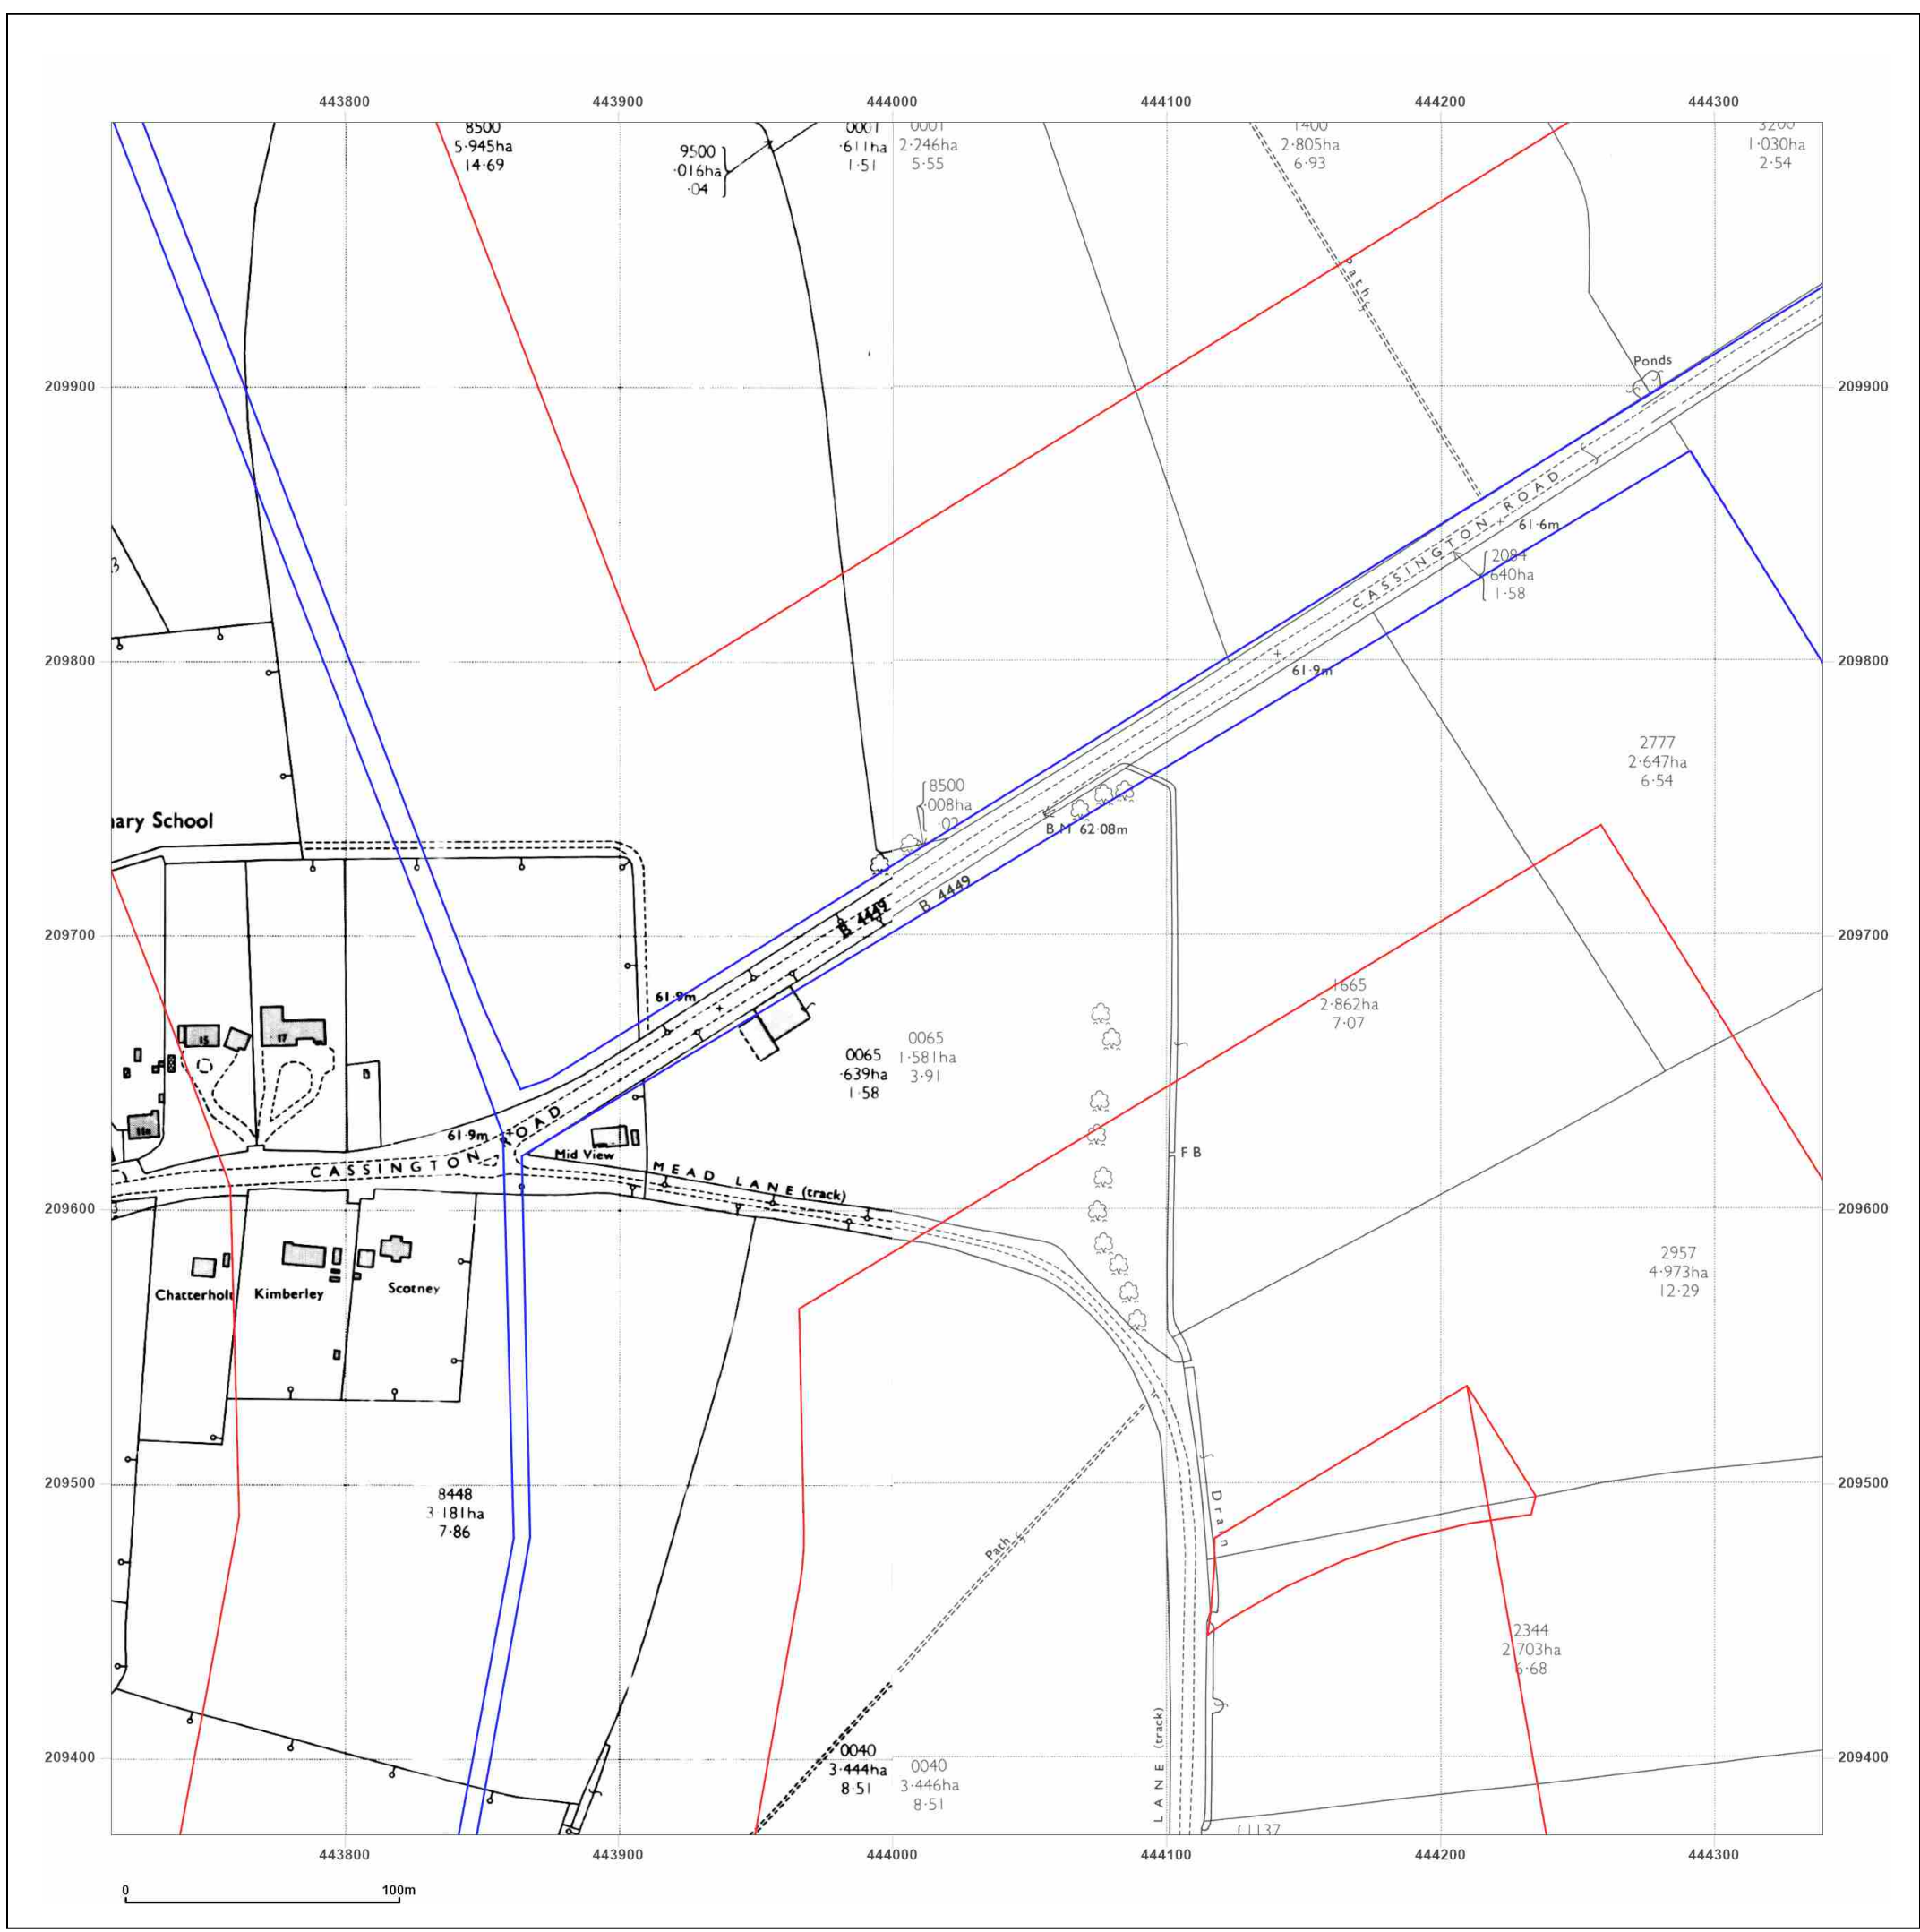 443800 443900 444000 444100 444200 444300
8500
5·945ha
14·69
9500
·016ha
·04
0001
·611ha
1·51
0001
2·246ha
5·55
1400
2·805ha
6·93
3200
1·030ha
2·54
Path
Ponds
209900
209900
CASSINGTON ROAD
61·6m
2084
·640ha
1·58
209800
209800
61·9m
2777
2·647ha
6·54
8500
·008ha
·02
BM 62·08m
nary School
B 4449
B 4449
209700
209700
61·9m
1665
2·862ha
7·07
15
17
11a
0065
·639ha
1·58
0065
1·581ha
3·91
61·9m
CASSINGTON ROAD
Mid View
MEAD LANE (track)
FB
209600
209600
Chatterholt
Kimberley
Scotney
2957
4·973ha
12·29
209500
209500
8448
3·181ha
7·86
Path
Drain
2344
2·703ha
6·68
209400
209400
0040
3·444ha
8·51
0040
3·446ha
8·51
LANE (track)
1137
443800 443900 444000 444100 444200 444300
0 100m